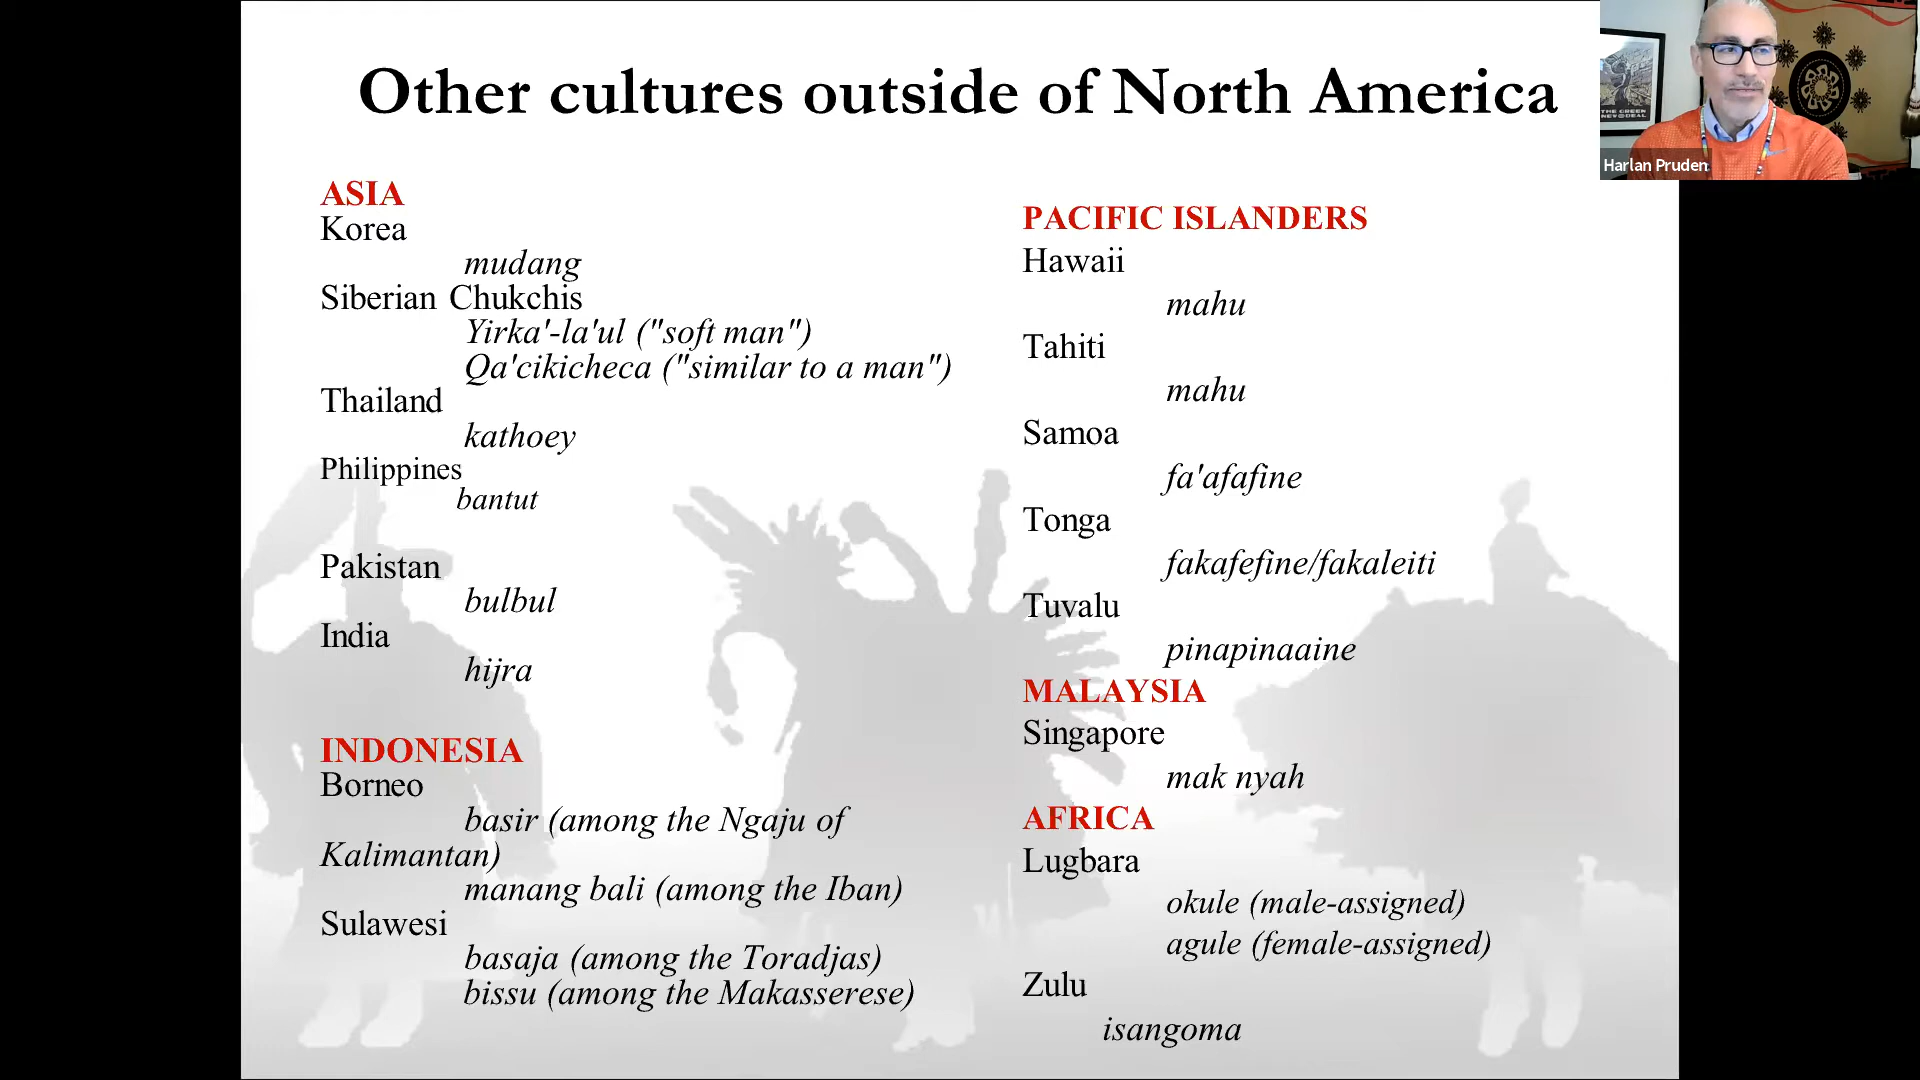 Other cultures outside of North America
ASIA
Korea
mudang
Siberian Chukchis
Yirka'-la'ul ("soft man")
Qa'cikicheca ("similar to a man")
Thailand
kathoey
Philippines
bantut
Pakistan
bulbul
India
hijra
INDONESIA
Borneo
basir (among the Ngaju of
Kalimantan)
manang bali (among the Iban)
Sulawesi
basaja (among the Toradjas)
bissu (among the Makasserese)
PACIFIC ISLANDERS
Hawaii
mahu
Tahiti
mahu
Samoa
fa'afafine
Tonga
fakafefine/fakaleiti
Tuvalu
pinapinaaine
MALAYSIA
Singapore
mak nyah
AFRICA
Lugbara
okule (male-assigned)
agule (female-assigned)
Zulu
isangoma
THE GREEN
NEW DEAL
Harlan Pruden